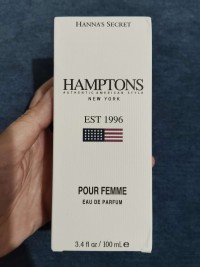 HANNA'S SECRET
HAMPTONS
AUTHENTIC AMERICAN STYLE
NEW YORK
EST 1996
POUR FEMME
EAU DE PARFUM
3.4 fl oz / 100 mL e